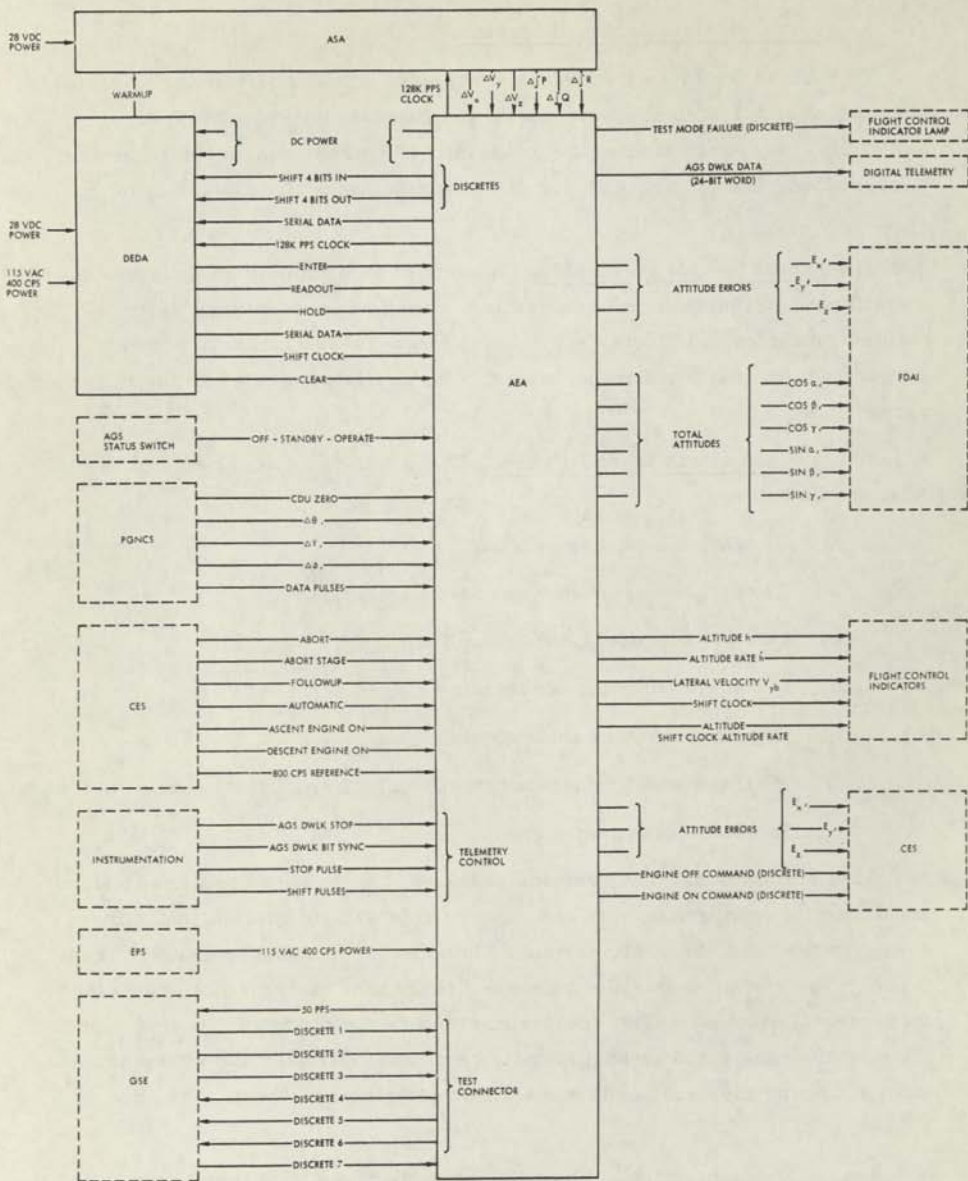 28 VDC
POWER
ASA
WARMUP
128K PPS
CLOCK
ΔVx
ΔVy
ΔVz
Δ∫P
Δ∫Q
Δ∫R
DC POWER
SHIFT 4 BITS IN
SHIFT 4 BITS OUT
DISCRETES
SERIAL DATA
128K PPS CLOCK
ENTER
READOUT
HOLD
SERIAL DATA
SHIFT CLOCK
CLEAR
28 VDC
POWER
115 VAC
400 CPS
POWER
DEDA
AGS
STATUS SWITCH
OFF - STANDBY - OPERATE
PGNCS
CDU ZERO
Δθ,
DATA PULSES
CES
ABORT
ABORT STAGE
FOLLOWUP
AUTOMATIC
ASCENT ENGINE ON
DESCENT ENGINE ON
800 CPS REFERENCE
INSTRUMENTATION
AGS DWLK STOP
AGS DWLK BIT SYNC
STOP PULSE
SHIFT PULSES
TELEMETRY
CONTROL
EPS
115 VAC 400 CPS POWER
GSE
50 PPS
DISCRETE 1
DISCRETE 2
DISCRETE 3
DISCRETE 4
DISCRETE 5
DISCRETE 6
DISCRETE 7
TEST
CONNECTOR
AEA
TEST MODE FAILURE (DISCRETE)
FLIGHT CONTROL
INDICATOR LAMP
AGS DWLK DATA
(24-BIT WORD)
DIGITAL TELEMETRY
ATTITUDE ERRORS
Ex,
Ey,
Ez
TOTAL
ATTITUDES
COS α,
COS β,
COS γ,
SIN α,
SIN β,
SIN γ,
FDAI
ALTITUDE h
ALTITUDE RATE ḣ
LATERAL VELOCITY Vyb
SHIFT CLOCK
ALTITUDE
SHIFT CLOCK ALTITUDE RATE
FLIGHT CONTROL
INDICATORS
ATTITUDE ERRORS
Ex,
Ey,
Ez
CES
ENGINE OFF COMMAND (DISCRETE)
ENGINE ON COMMAND (DISCRETE)